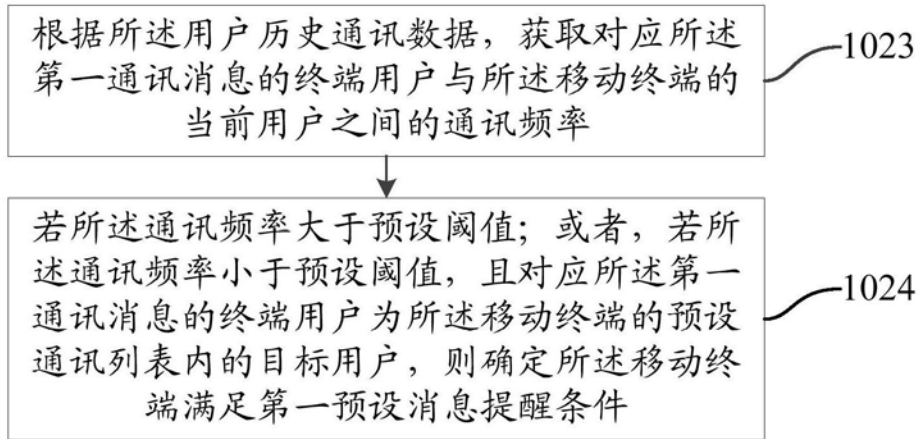 根据所述用户历史通讯数据，获取对应所述
第一通讯消息的终端用户与所述移动终端的
当前用户之间的通讯频率
1023
若所述通讯频率大于预设阈值；或者，若所
述通讯频率小于预设阈值，且对应所述第一
通讯消息的终端用户为所述移动终端的预设
通讯列表内的目标用户，则确定所述移动终
端满足第一预设消息提醒条件
1024